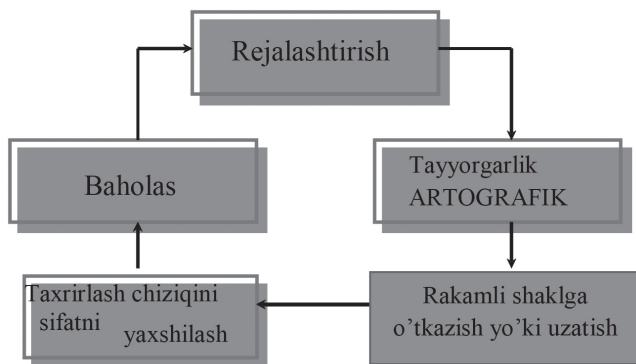 Rejalashtirish
Tayyorgarlik
ARTOGRAFIK
Rakamli shaklga
o’tkazish yo’ki uzatish
Taxrirlash chiziqini
sifatni
yaxshilash
Baholas